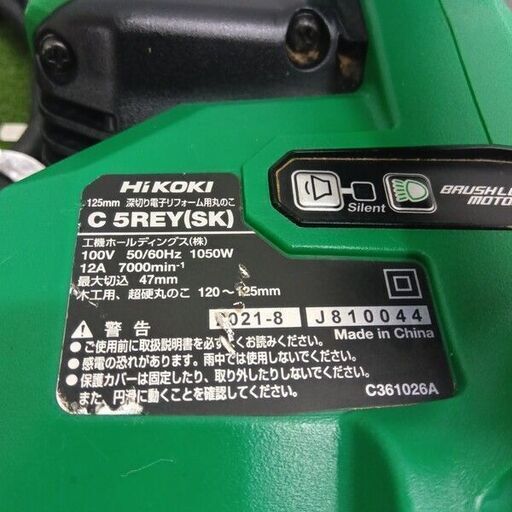 HiKOKI
125mm 深切り電子リフォーム用丸のこ
C 5REY(SK)
工機ホールディングス(株)
100V 50/60Hz 1050W
12A 7000min⁻¹
最大切込 47mm
木工用、超硬丸のこ 120～125mm
021-8 J810044
Made in China
警告
●ご使用前に取扱説明書を必ずよくお読みください。
●感電の恐れがあります。雨中では使用しないでください。
●保護カバーは固定したり、取り外したりしないでください。
また、円滑に動くことを確認してください。
C361026A
Silent
BRUSHLE
MOTO